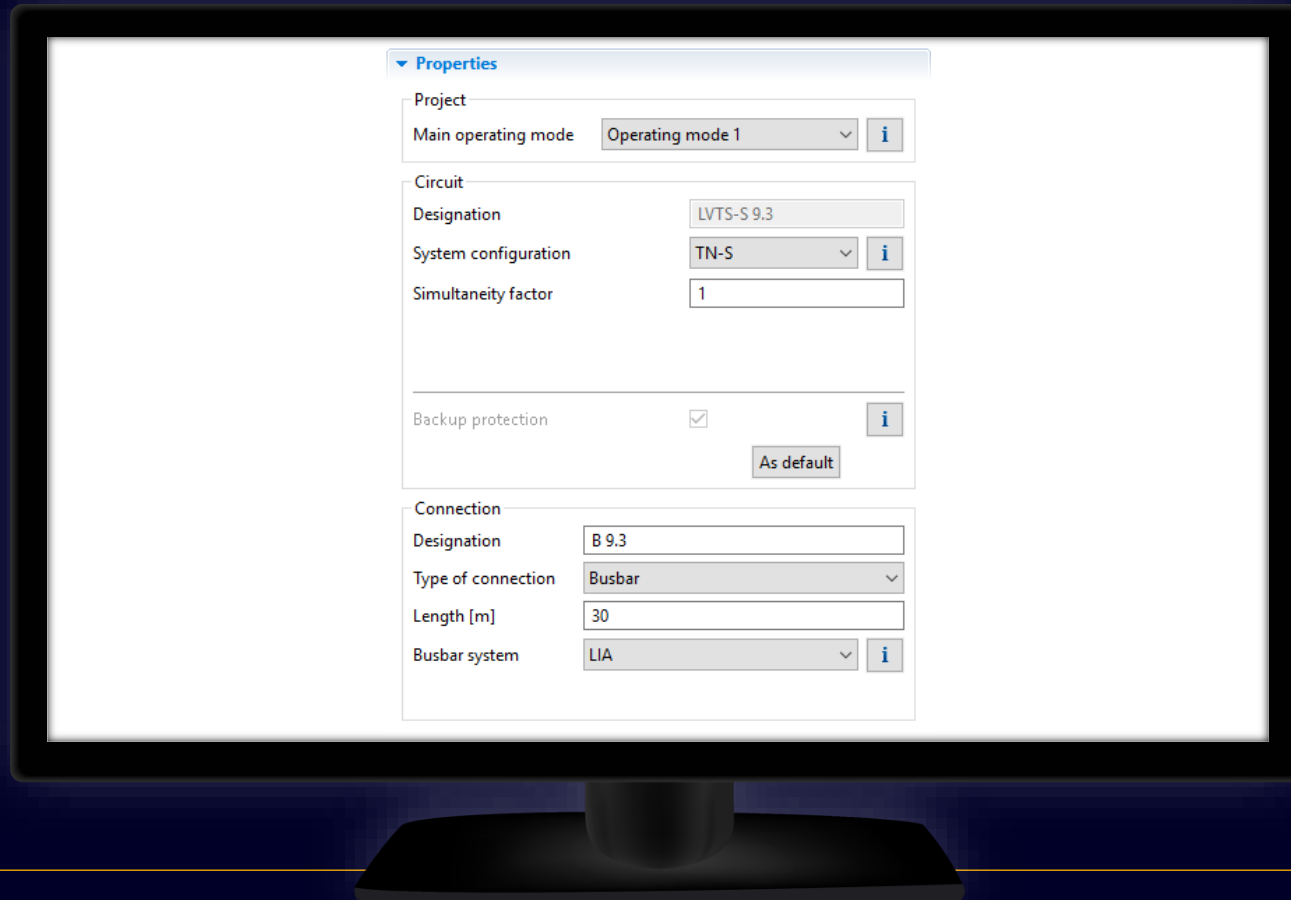 Properties
Project
Main operating mode Operating mode 1 i
Circuit
Designation LVTS-S 9.3
System configuration TN-S i
Simultaneity factor 1
Backup protection i
As default
Connection
Designation B 9.3
Type of connection Busbar
Length [m] 30
Busbar system LIA i